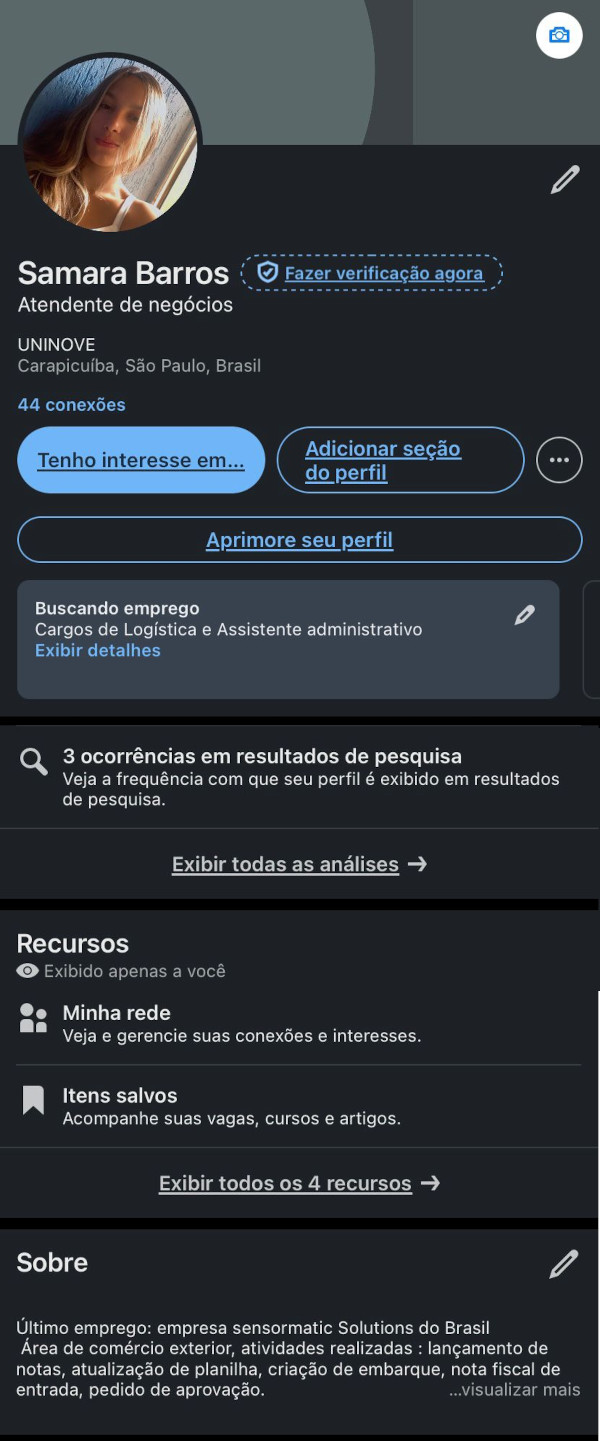 Samara Barros
Fazer verificação agora
Atendente de negócios
UNINOVE
Carapicuíba, São Paulo, Brasil
44 conexões
Tenho interesse em...
Adicionar seção
do perfil
Aprimore seu perfil
Buscando emprego
Cargos de Logística e Assistente administrativo
Exibir detalhes
3 ocorrências em resultados de pesquisa
Veja a frequência com que seu perfil é exibido em resultados
de pesquisa.
Exibir todas as análises →
Recursos
Exibido apenas a você
Minha rede
Veja e gerencie suas conexões e interesses.
Itens salvos
Acompanhe suas vagas, cursos e artigos.
Exibir todos os 4 recursos →
Sobre
Último emprego: empresa sensormatic Solutions do Brasil
Área de comércio exterior, atividades realizadas : lançamento de
notas, atualização de planilha, criação de embarque, nota fiscal de
entrada, pedido de aprovação. ...visualizar mais